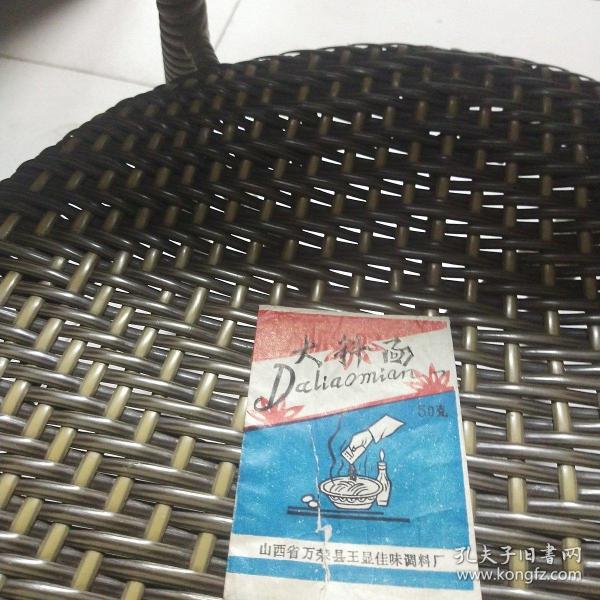 大料面
Daliaomian
50克
山西省万荣县王显佳味调料厂
孔夫子旧书网
www.kongfz.com